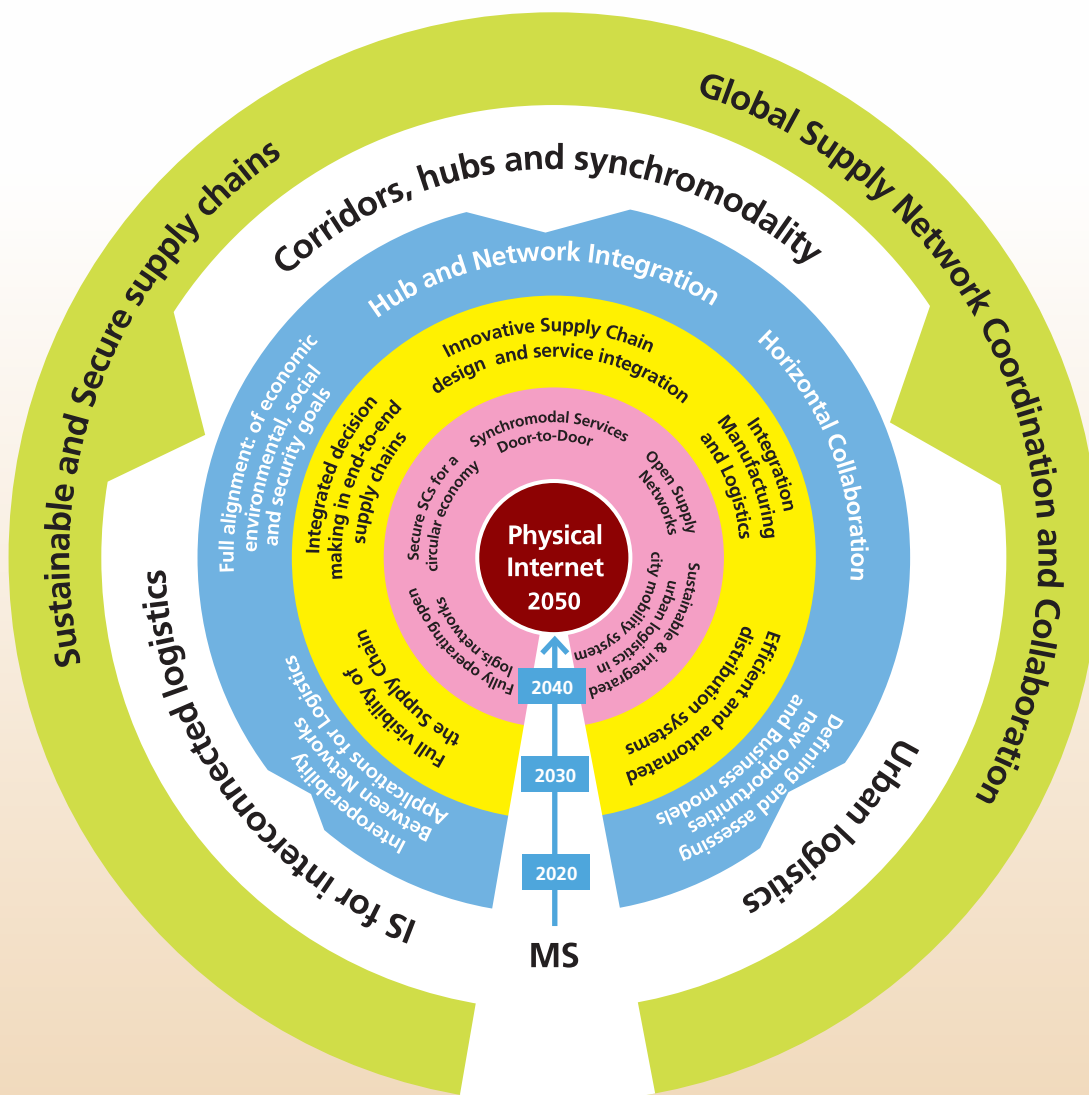 Sustainable and Secure supply chains
Global Supply Network Coordination and Collaboration
Corridors, hubs and synchromodality
IS for interconnected logistics
Urban logistics
Hub and Network Integration
Full alignment: of economic
environmental, social
and security goals
Horizontal Collaboration
Interoperability
Between Networks
Applications for Logistics
Defining and assessing
new opportunities
and Business models
Innovative Supply Chain
design and service integration
Integrated decision
making in end-to-end
supply chains
Integration
Manufacturing
and Logistics
Full visibility of
the Supply Chain
Efficient and automated
distribution systems
Synchromodal Services
Door-to-Door
Secure SCs for a
circular economy
Open Supply
Networks
Fully operating open
logis.networks
Sustainable & integrated
urban logistics in
city mobility system
Physical
Internet
2050
2040
2030
2020
MS